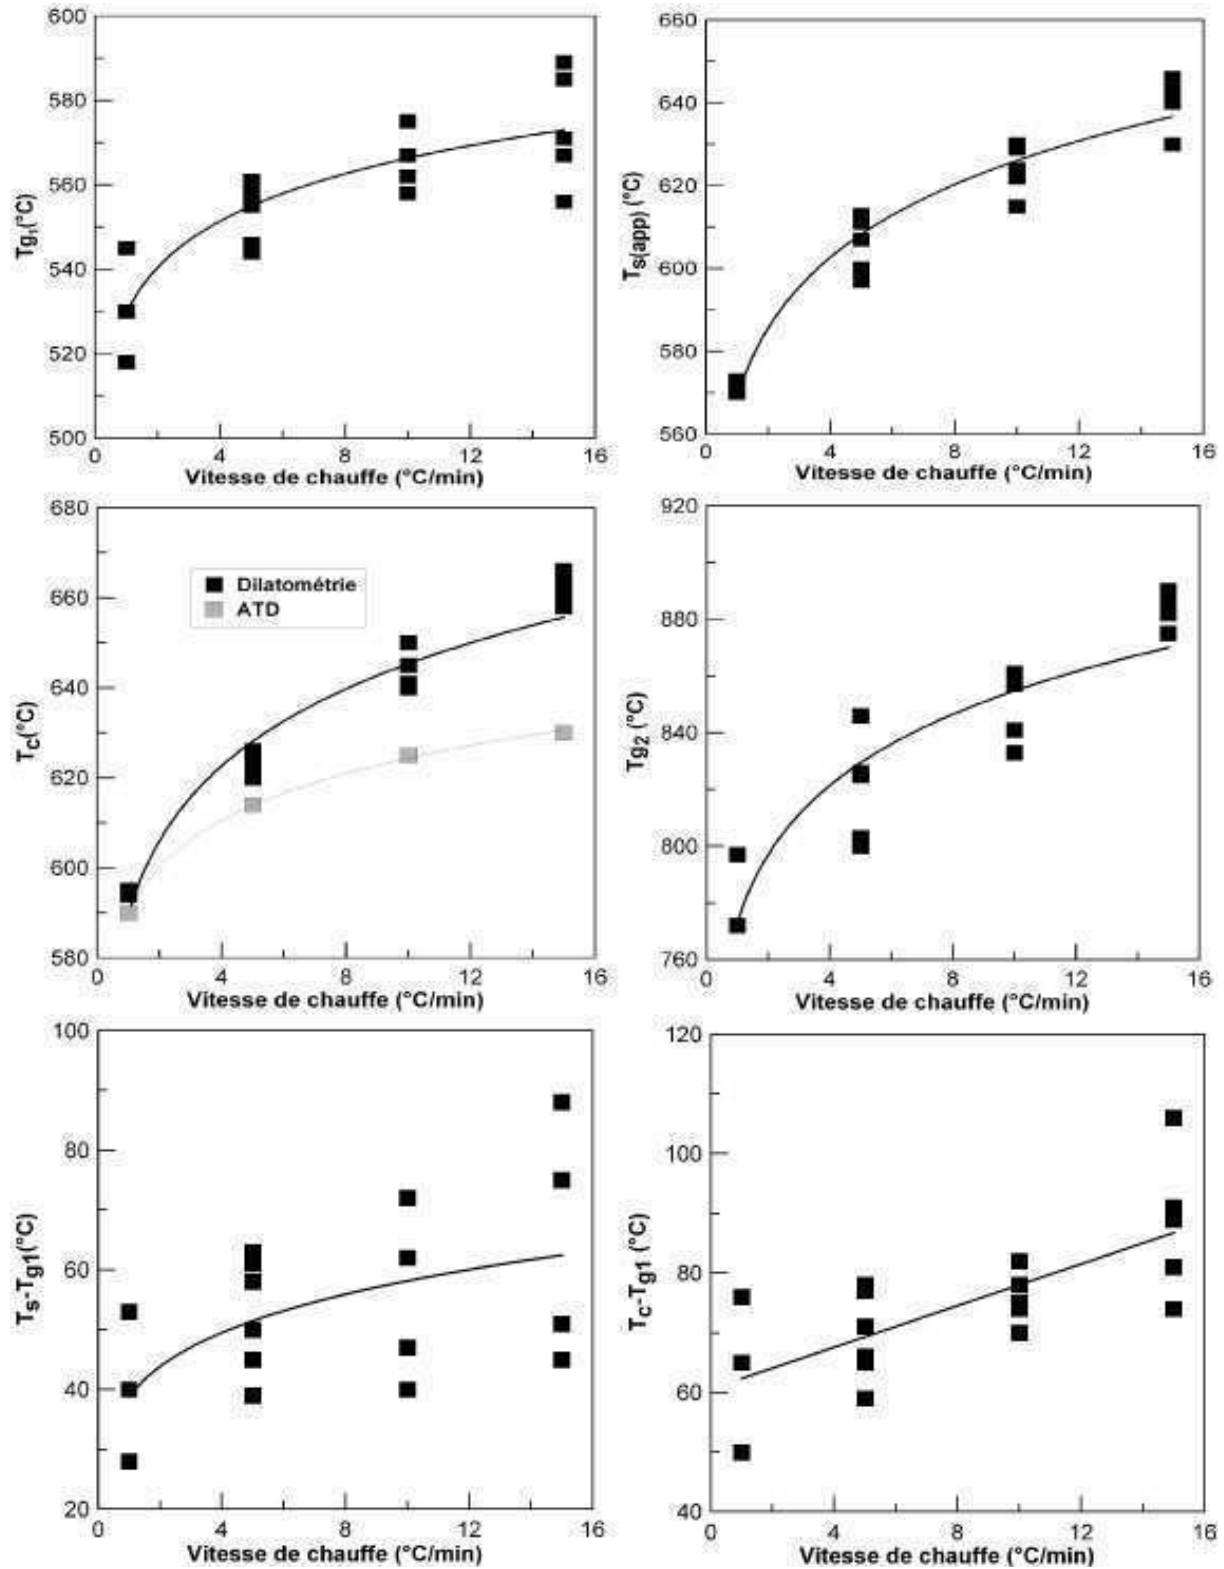 600
580
560
540
520
500
Tg₁(°C)
0 4 8 12 16
Vitesse de chauffe (°C/min)
660
640
620
600
580
560
Ts(app) (°C)
0 4 8 12 16
Vitesse de chauffe (°C/min)
680
660
640
620
600
580
Tc(°C)
Dilatométrie
ATD
0 4 8 12 16
Vitesse de chauffe (°C/min)
920
880
840
800
760
Tg2 (°C)
0 4 8 12 16
Vitesse de chauffe (°C/min)
100
80
60
40
20
Ts-Tg1(°C)
0 4 8 12 16
Vitesse de chauffe (°C/min)
120
100
80
60
40
Tc-Tg1 (°C)
0 4 8 12 16
Vitesse de chauffe (°C/min)